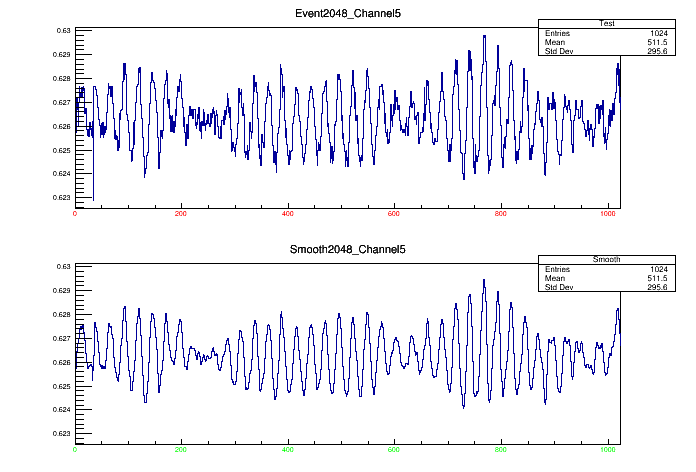 Event2048_Channel5
Test
Entries 1024
Mean 511.5
Std Dev 295.6
0.63
0.629
0.628
0.627
0.626
0.625
0.624
0.623
0 200 400 600 800 1000
Smooth2048_Channel5
Smooth
Entries 1024
Mean 511.5
Std Dev 295.6
0.63
0.629
0.628
0.627
0.626
0.625
0.624
0.623
0 200 400 600 800 1000